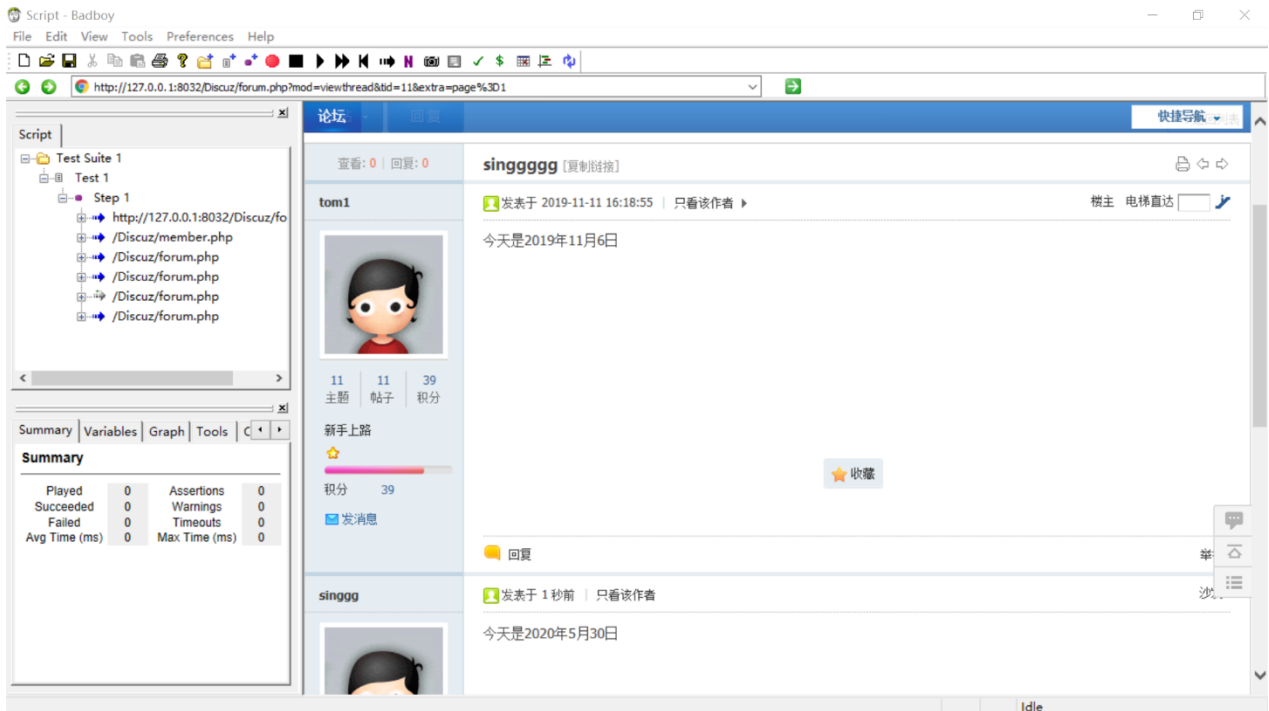 Script - Badboy
File Edit View Tools Preferences Help
http://127.0.0.1:8032/Discuz/forum.php?mod=viewthread&tid=11&extra=page%3D1
Script
Test Suite 1
Test 1
Step 1
http://127.0.0.1:8032/Discuz/fo
/Discuz/member.php
/Discuz/forum.php
/Discuz/forum.php
/Discuz/forum.php
/Discuz/forum.php
Summary Variables Graph Tools C
Summary
Played 0 Assertions 0
Succeeded 0 Warnings 0
Failed 0 Timeouts 0
Avg Time (ms) 0 Max Time (ms) 0
论坛 回复 快捷导航
查看: 0 回复: 0
singgggg [复制链接]
tom1
发表于 2019-11-11 16:18:55 只看该作者
楼主 电梯直达
今天是2019年11月6日
11 11 39
主题 帖子 积分
新手上路
积分 39
发消息
收藏
回复
举
singgg
发表于 1 秒前 只看该作者
今天是2020年5月30日
Idle